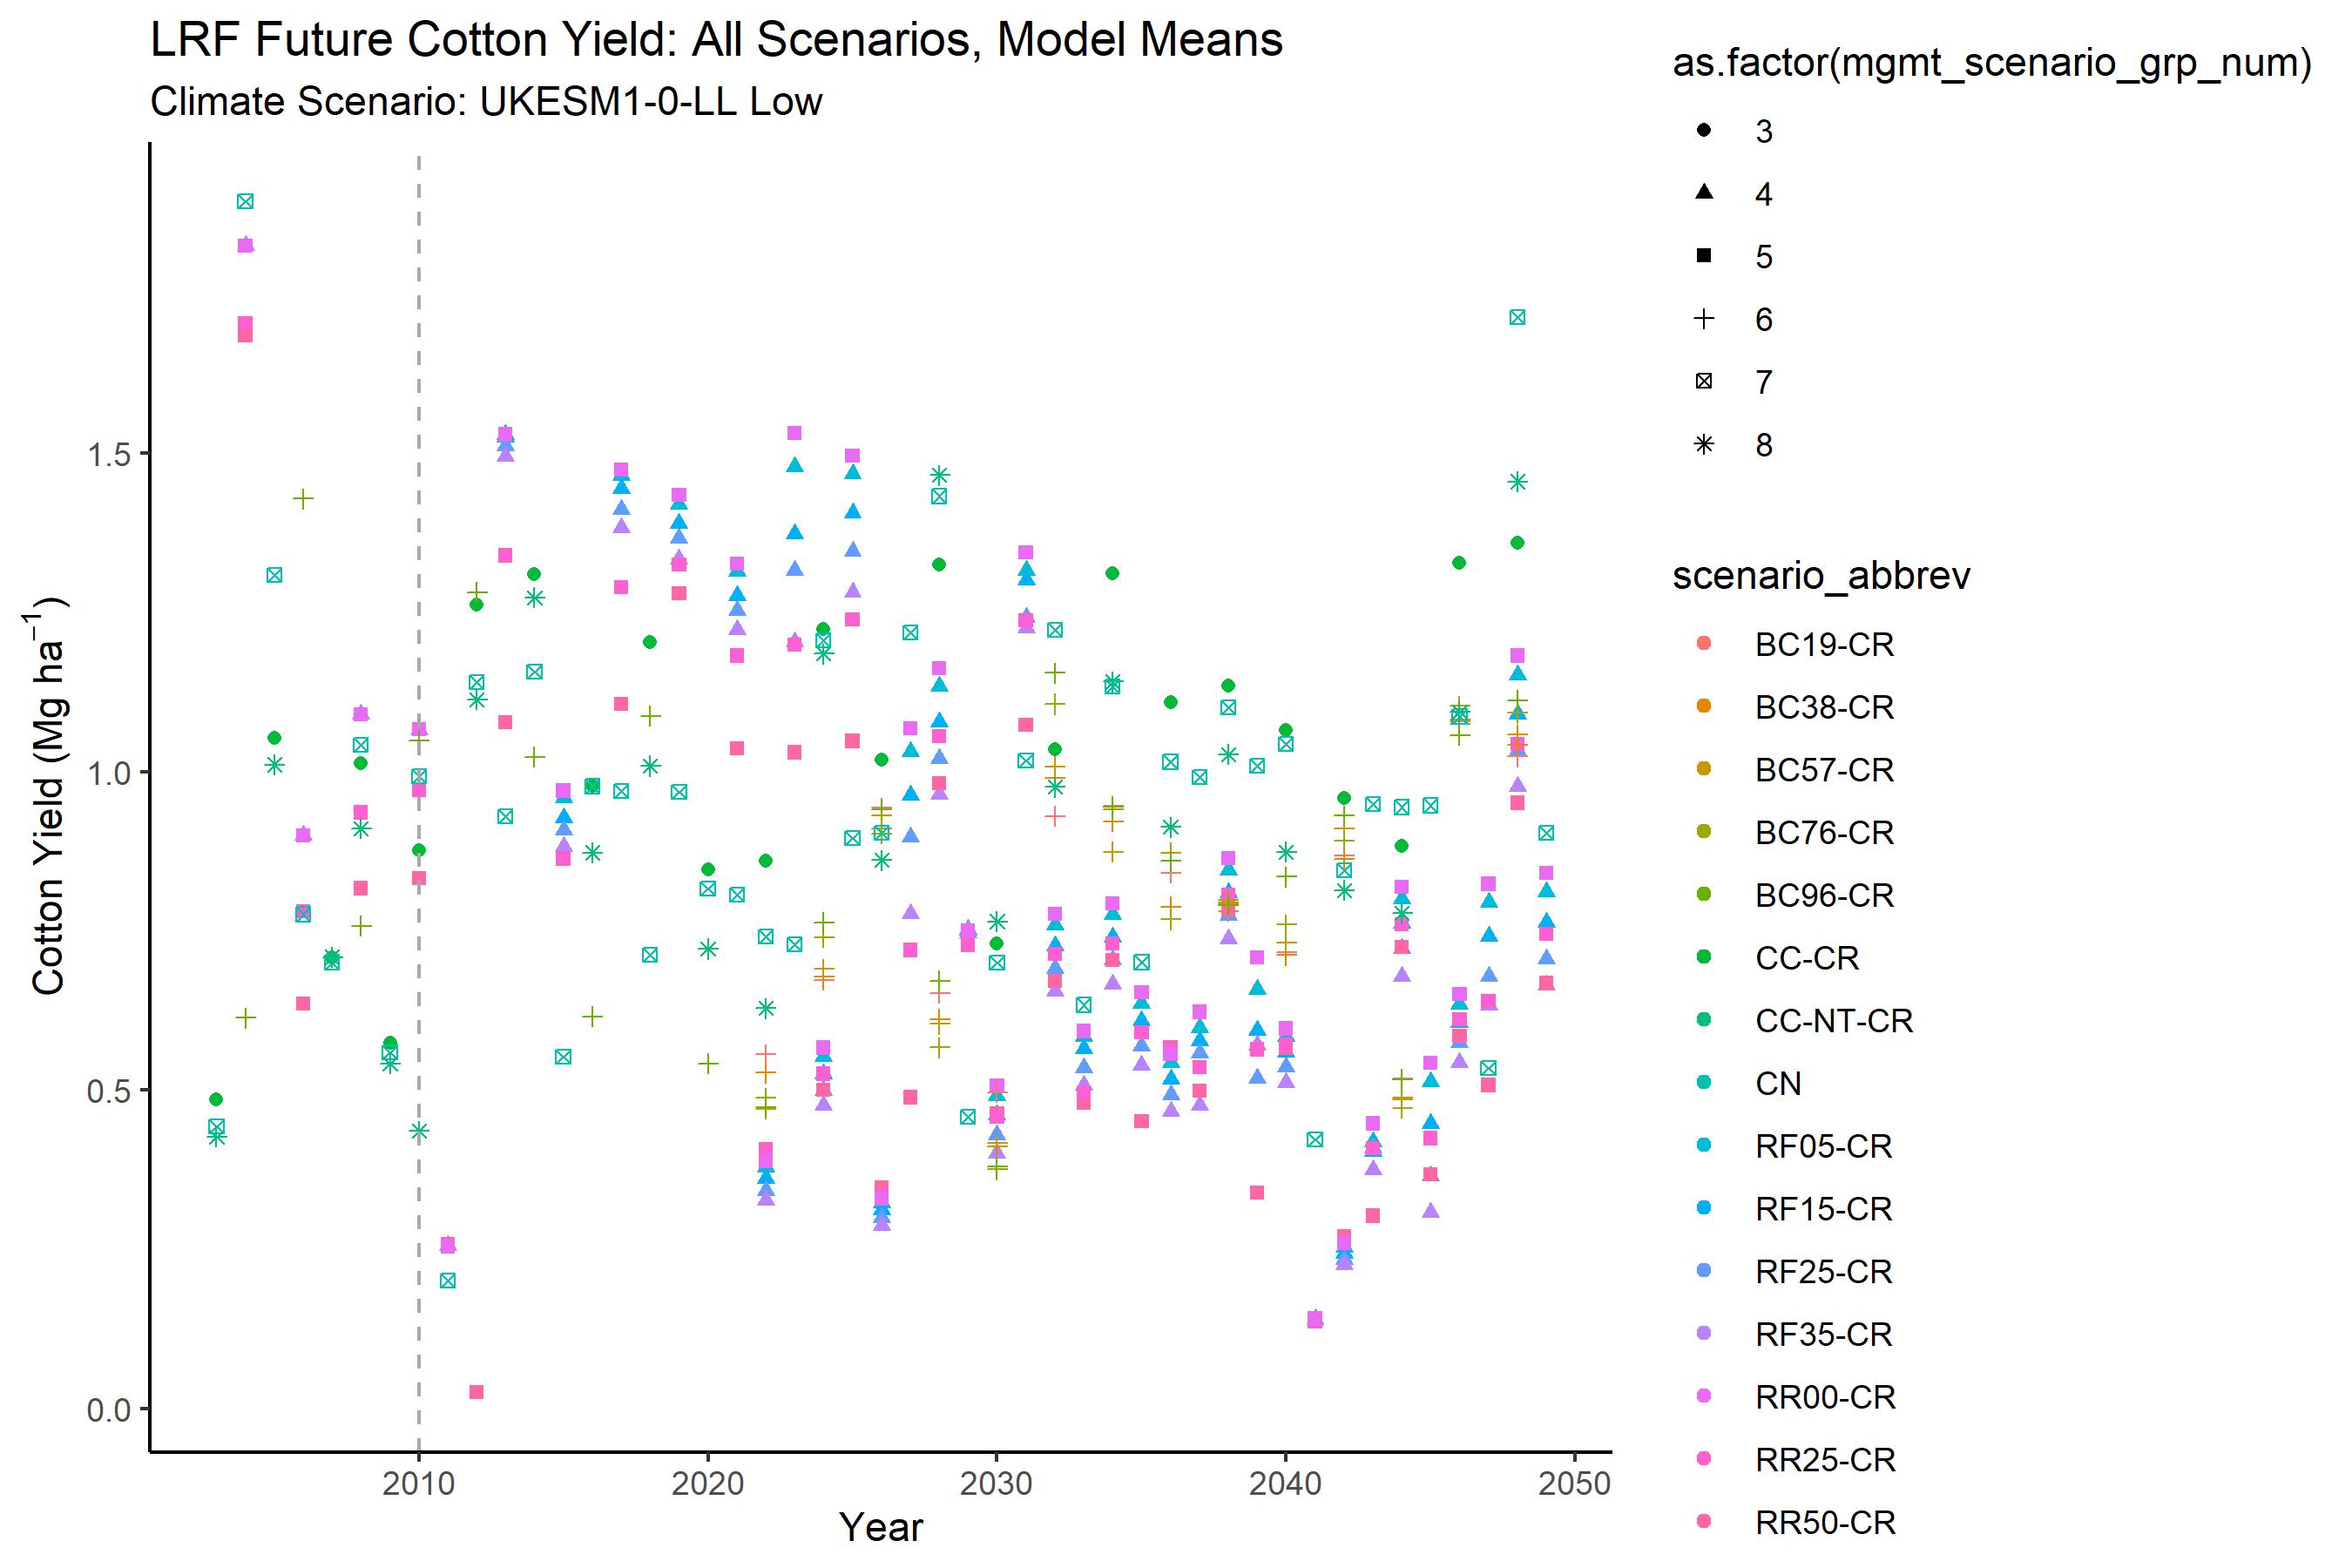 LRF Future Cotton Yield: All Scenarios, Model Means
Climate Scenario: UKESM1-0-LL Low
Cotton Yield (Mg ha⁻¹)
1.5
1.0
0.5
0.0
2010
2020
2030
2040
2050
Year
as.factor(mgmt_scenario_grp_num)
3
4
5
6
7
8
scenario_abbrev
BC19-CR
BC38-CR
BC57-CR
BC76-CR
BC96-CR
CC-CR
CC-NT-CR
CN
RF05-CR
RF15-CR
RF25-CR
RF35-CR
RR00-CR
RR25-CR
RR50-CR